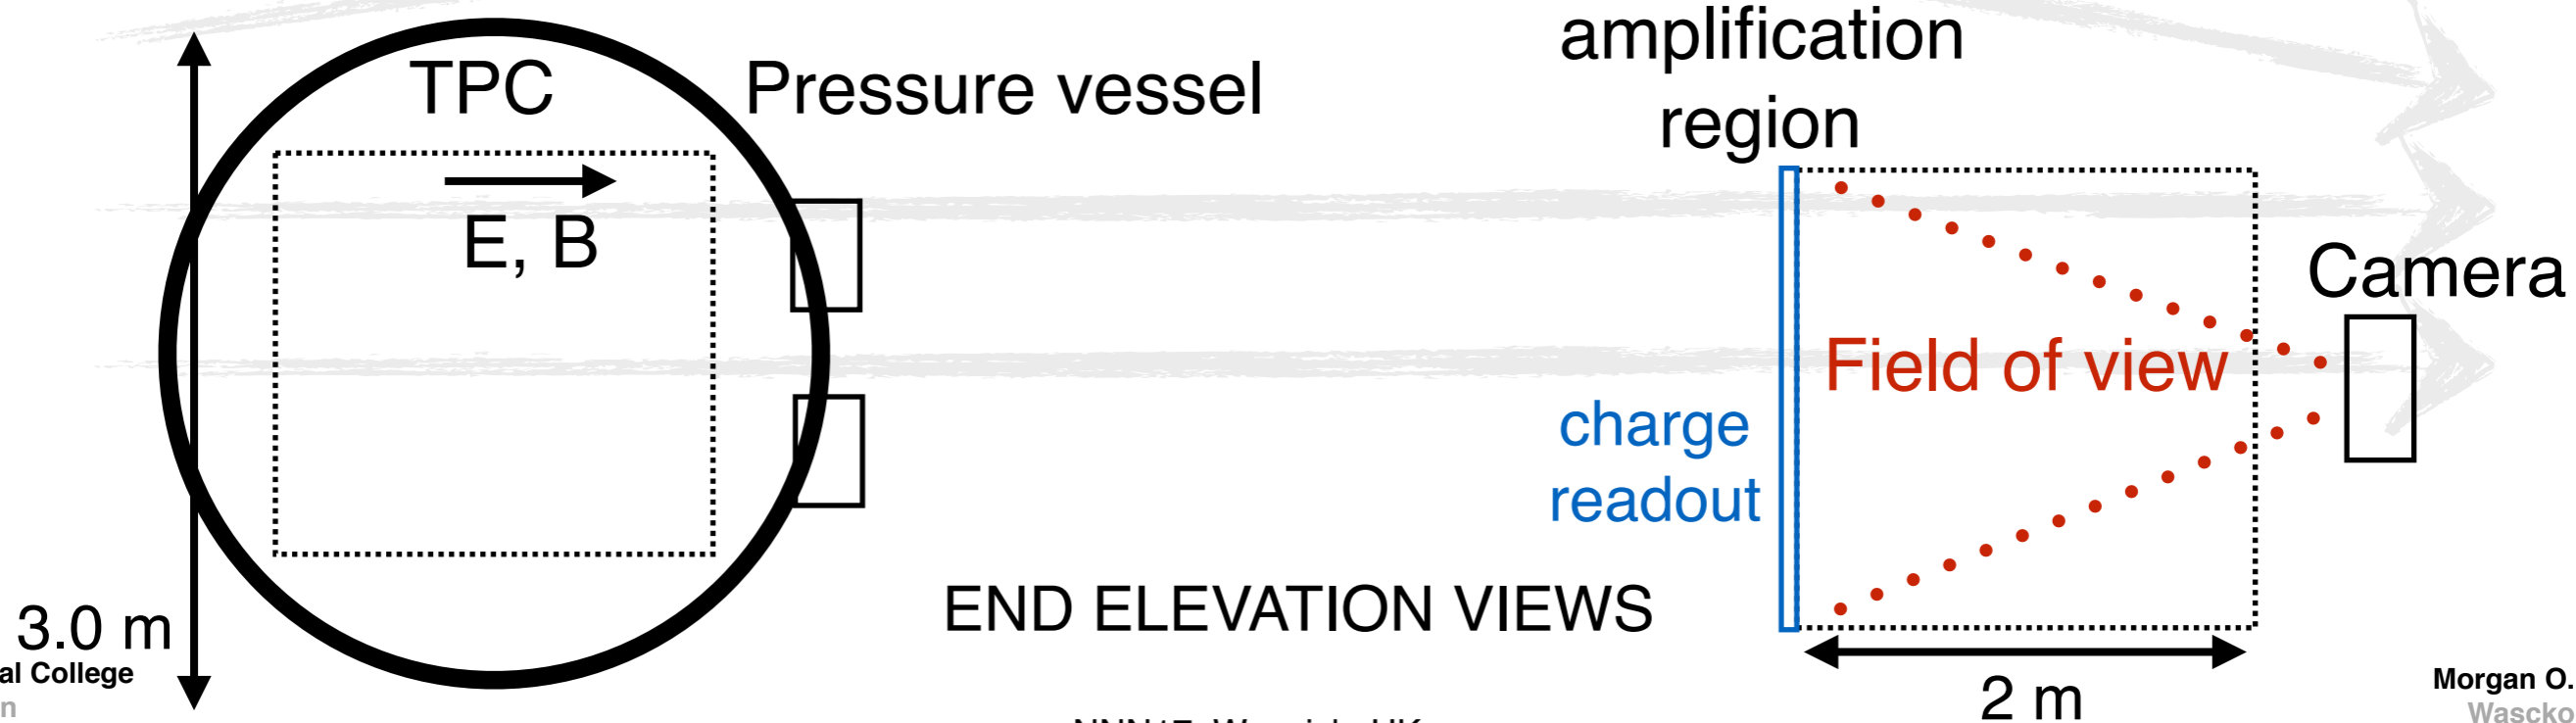 TPC
Pressure vessel
E, B
3.0 m
END ELEVATION VIEWS
amplification
region
charge
readout
Field of view
Camera
2 m
al College
n
Morgan O.
Wascko